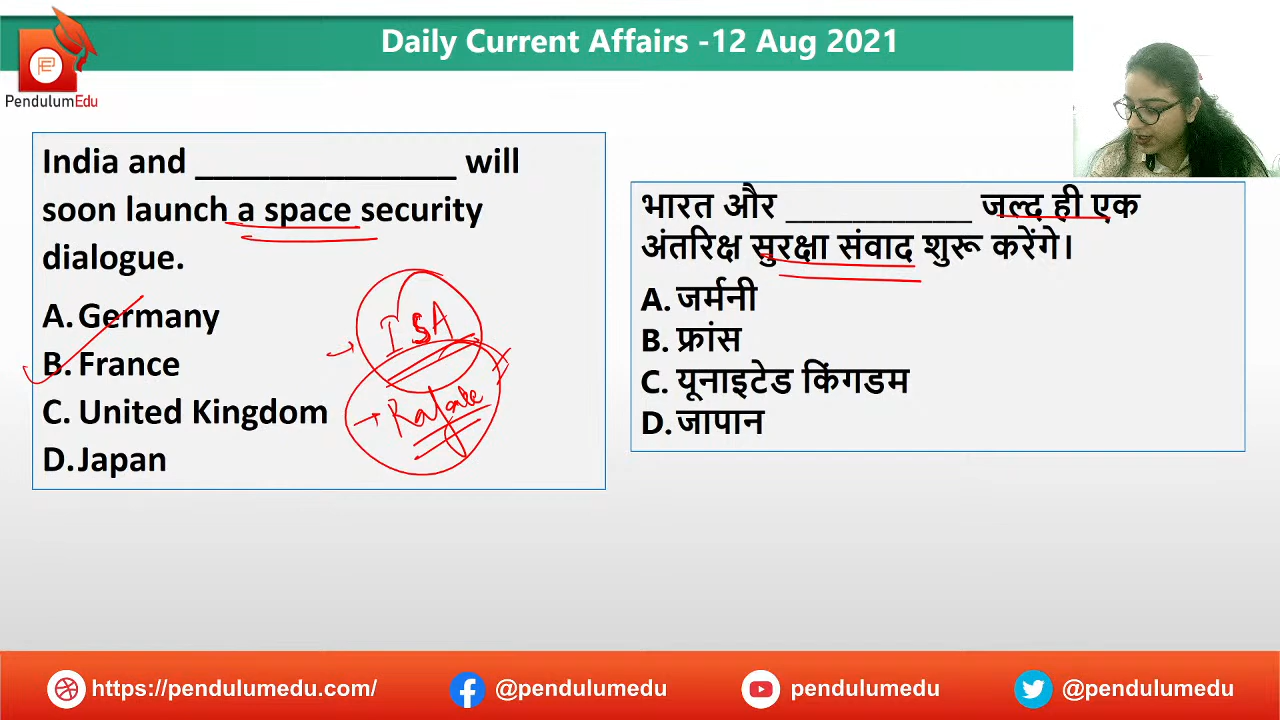 Daily Current Affairs -12 Aug 2021
PendulumEdu
India and ________________ will
soon launch a space security
dialogue.
A. Germany
B. France
C. United Kingdom
D. Japan
ISA
Rafale
भारत और ____________ जल्द ही एक
अंतरिक्ष सुरक्षा संवाद शुरू करेंगे।
A. जर्मनी
B. फ्रांस
C. यूनाइटेड किंगडम
D. जापान
https://pendulumedu.com/
@pendulumedu
pendulumedu
@pendulumedu